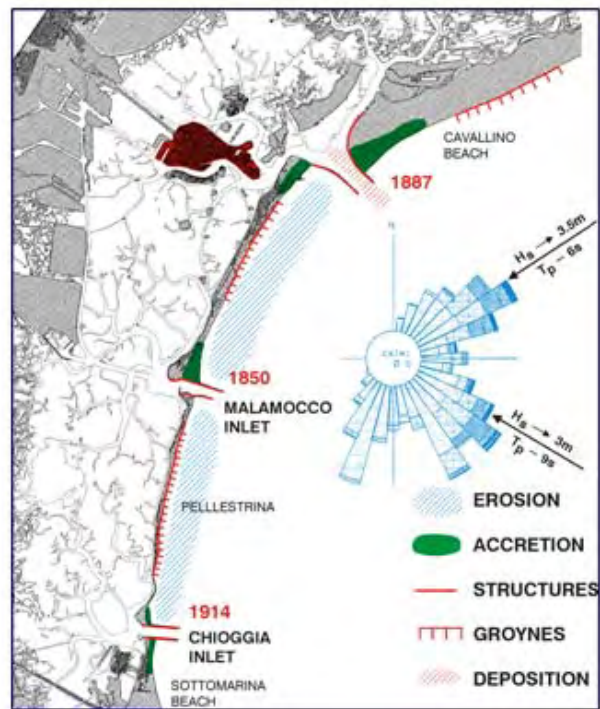 CAVALLINO
BEACH
1887
N
Hs → 3.5m
Tp – 6s
1850
MALAMOCCO
INLET
Hs → 3m
Tp – 9s
PELLLESTRINA
EROSION
ACCRETION
1914
STRUCTURES
CHIOGGIA
INLET
GROYNES
SOTTOMARINA
BEACH
DEPOSITION